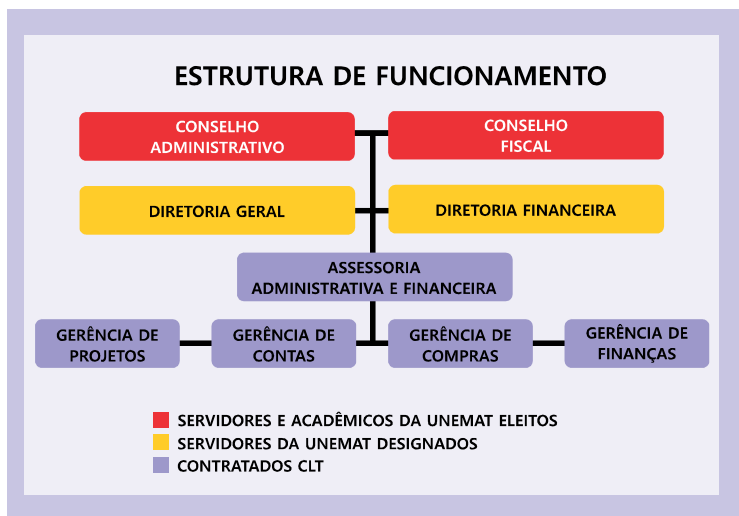 ESTRUTURA DE FUNCIONAMENTO
CONSELHO
ADMINISTRATIVO
CONSELHO
FISCAL
DIRETORIA GERAL
DIRETORIA FINANCEIRA
ASSESSORIA
ADMINISTRATIVA E FINANCEIRA
GERÊNCIA DE
PROJETOS
GERÊNCIA DE
CONTAS
GERÊNCIA DE
COMPRAS
GERÊNCIA DE
FINANÇAS
SERVIDORES E ACADÊMICOS DA UNEMAT ELEITOS
SERVIDORES DA UNEMAT DESIGNADOS
CONTRATADOS CLT